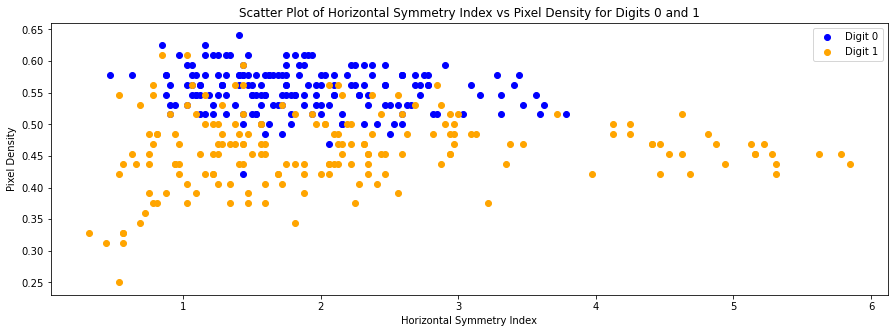 Scatter Plot of Horizontal Symmetry Index vs Pixel Density for Digits 0 and 1
Digit 0
Digit 1
Pixel Density
0.65
0.60
0.55
0.50
0.45
0.40
0.35
0.30
0.25
1 2 3 4 5 6
Horizontal Symmetry Index